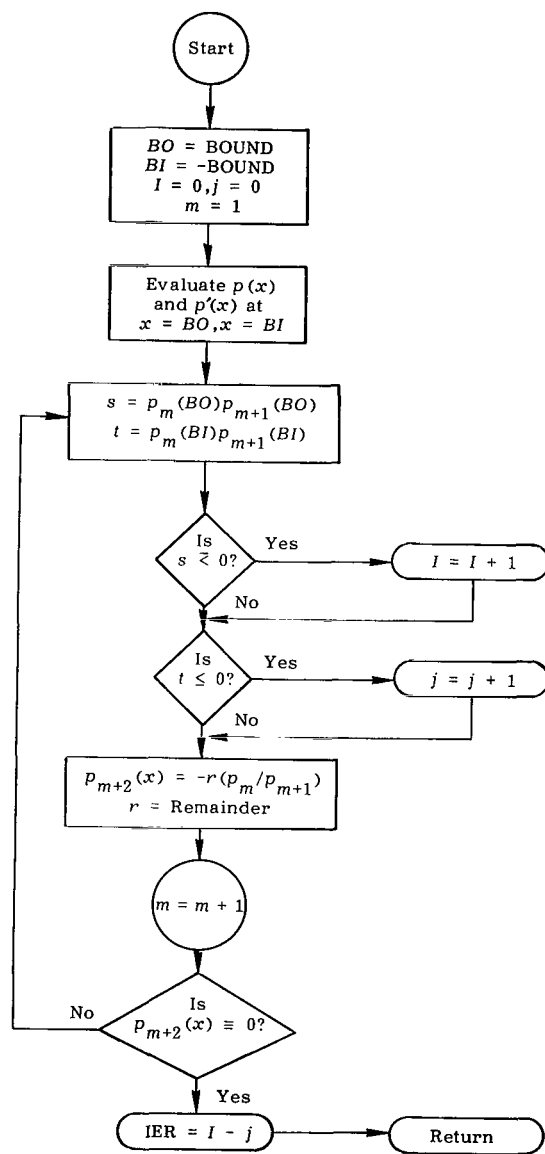 Start
BO = BOUND
BI = -BOUND
I = 0, j = 0
m = 1
Evaluate p(x)
and p'(x) at
x = BO, x = BI
s = p_m(BO)p_{m+1}(BO)
t = p_m(BI)p_{m+1}(BI)
Is
s <̄ 0?
Yes
I = I + 1
No
Is
t ≤ 0?
Yes
j = j + 1
No
p_{m+2}(x) = -r(p_m/p_{m+1})
r = Remainder
m = m + 1
Is
p_{m+2}(x) ≡ 0?
No
Yes
IER = I - j
Return